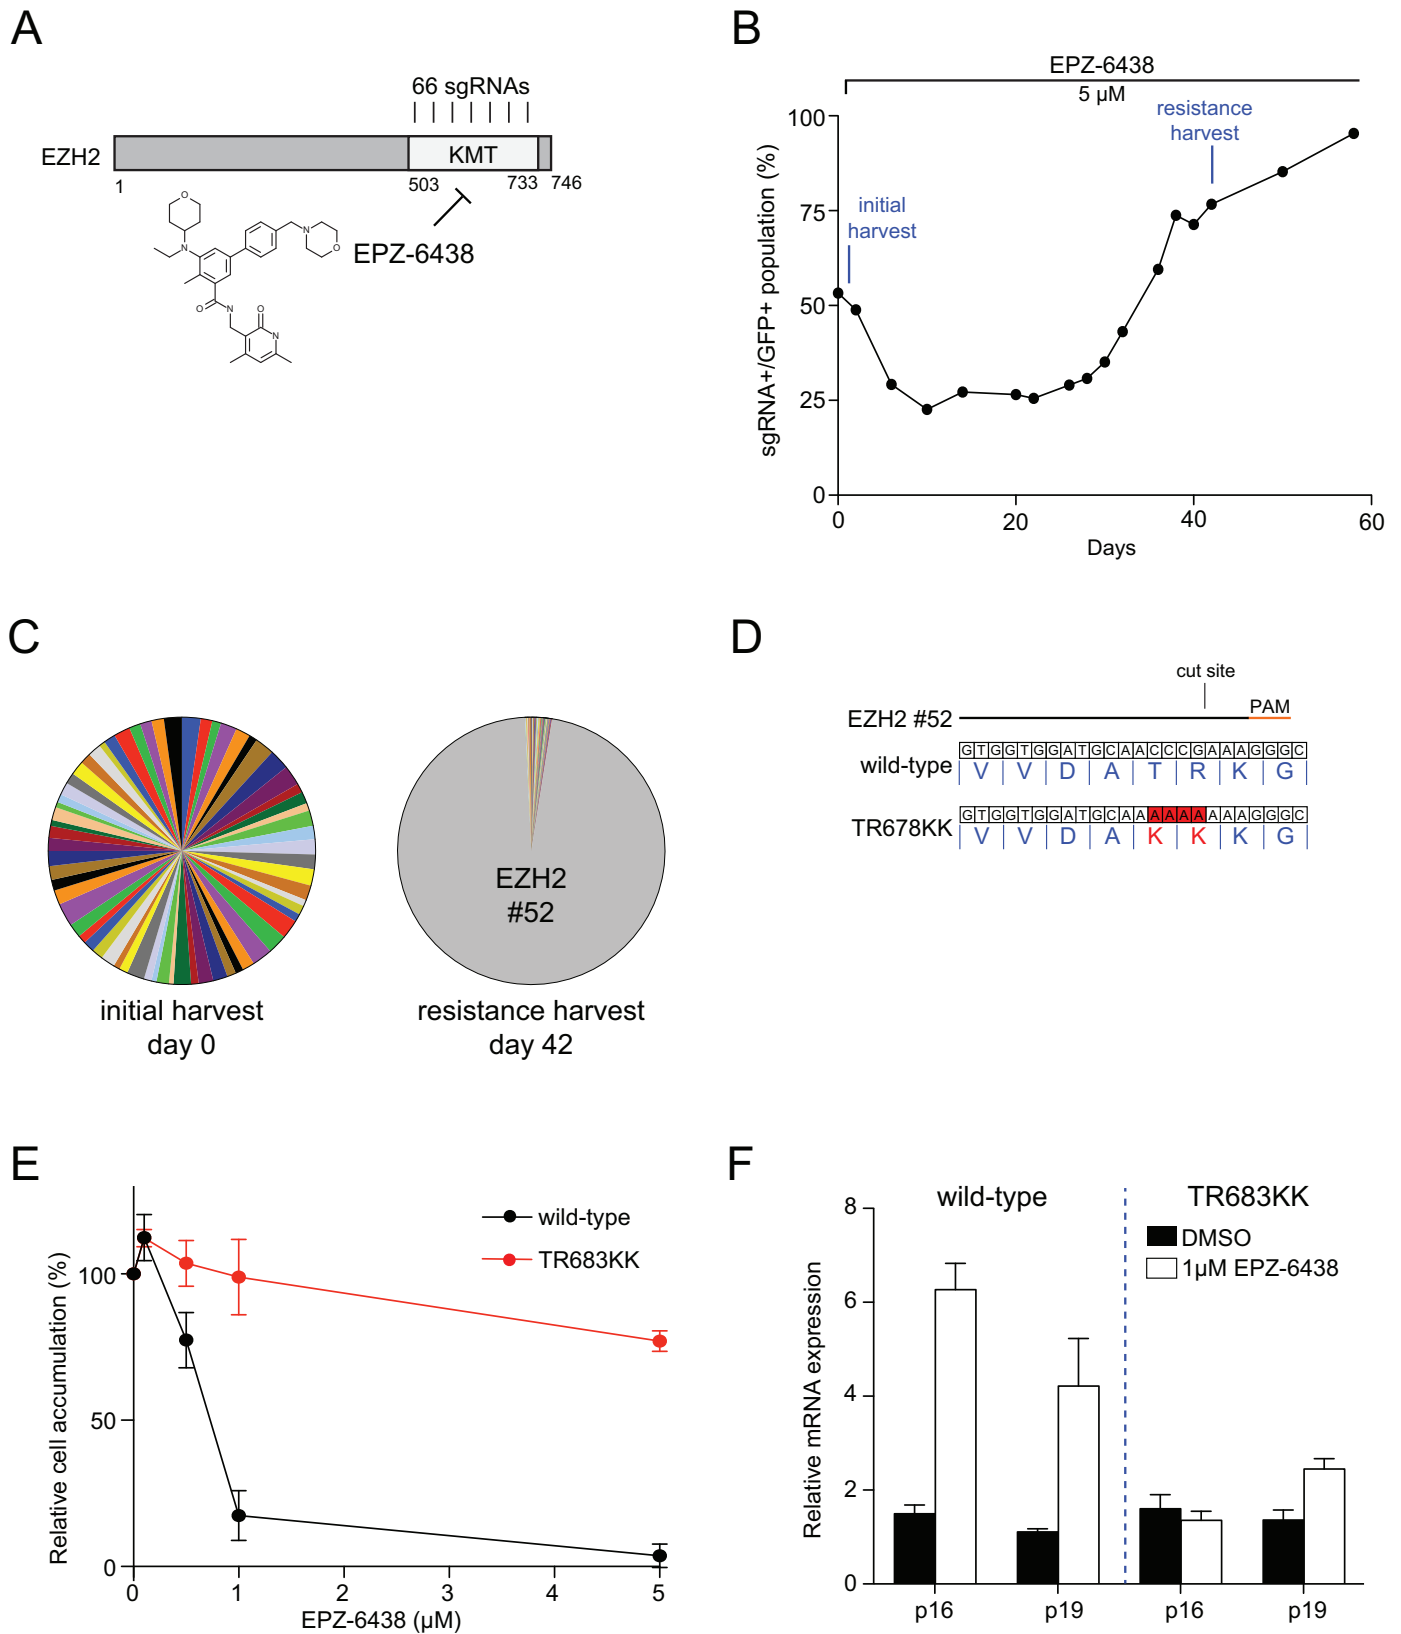 A
66 sgRNAs
EZH2
KMT
1
503
733
746
EPZ-6438
O
N
N
O
O
N
O
N
B
EPZ-6438
5 µM
resistance
harvest
initial
harvest
sgRNA+/GFP+ population (%)
100
75
50
25
0
0
20
40
60
Days
C
EZH2
#52
initial harvest
day 0
resistance harvest
day 42
D
cut site
EZH2 #52
PAM
wild-type
GTGGTGGATGCAACCCGAAAGGGC
V V D A T R K G
TR678KK
GTGGTGGATGCAAAAAAAAAGGGC
V V D A K K K G
E
wild-type
TR683KK
Relative cell accumulation (%)
100
50
0
0
1
2
3
4
5
EPZ-6438 (µM)
F
wild-type
TR683KK
DMSO
1µM EPZ-6438
Relative mRNA expression
8
6
4
2
0
p16
p19
p16
p19